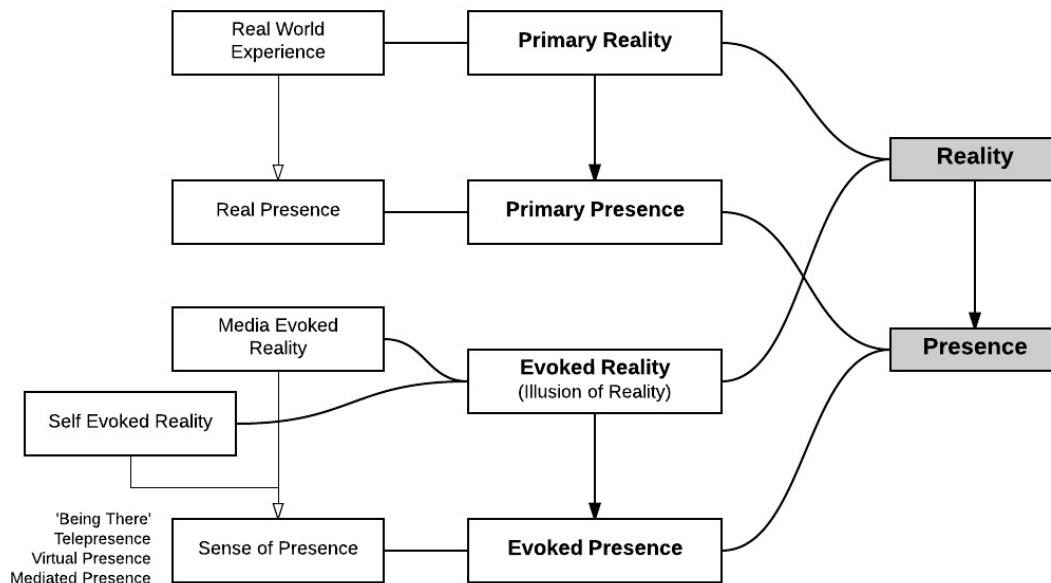 Real World
Experience
Primary Reality
Reality
Real Presence
Primary Presence
Media Evoked
Reality
Presence
Evoked Reality
(Illusion of Reality)
Self Evoked Reality
'Being There'
Telepresence
Virtual Presence
Mediated Presence
Sense of Presence
Evoked Presence